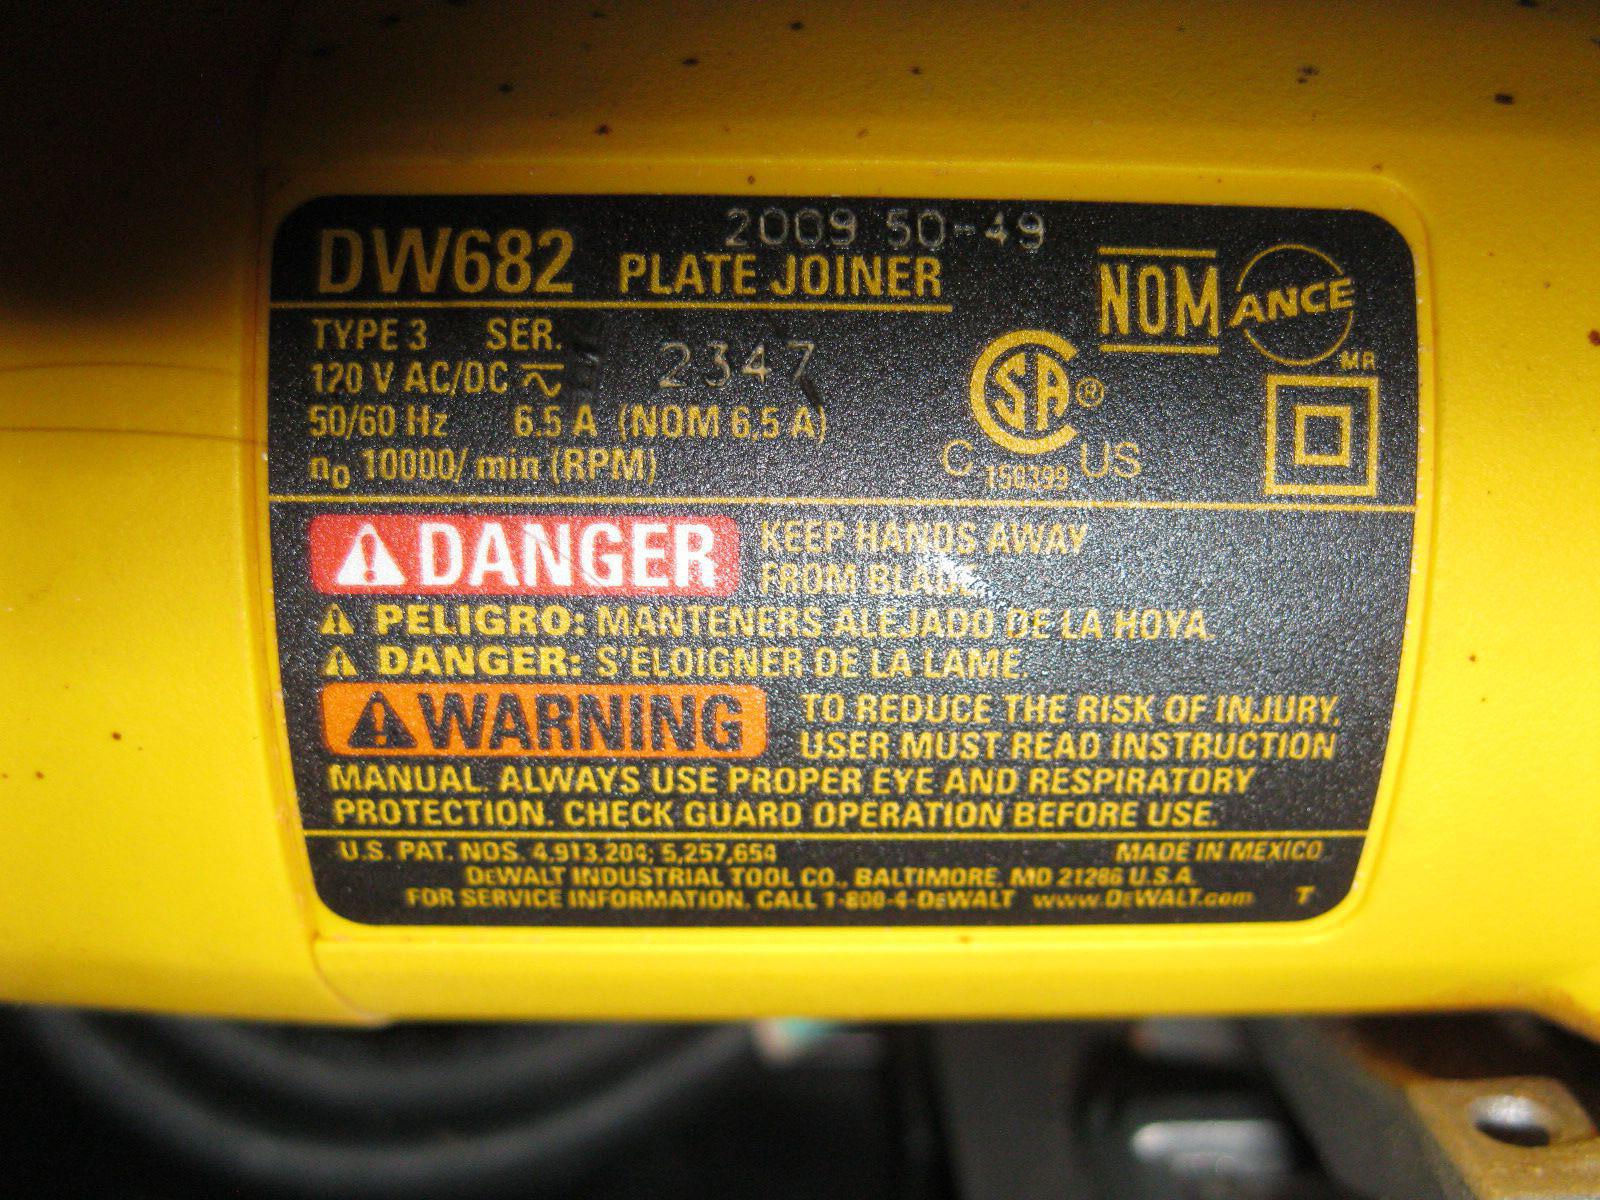 2009 50-49
DW682 PLATE JOINER
NOM ANCE
MR
TYPE 3 SER. 2347
120 V AC/DC
50/60 Hz 6.5 A (NOM 6.5 A)
n0 10000/ min (RPM)
CSA ®
C 150399 US
DANGER KEEP HANDS AWAY
FROM BLADE
PELIGRO: MANTENERS ALEJADO DE LA HOYA.
DANGER: S'ELOIGNER DE LA LAME.
WARNING TO REDUCE THE RISK OF INJURY,
USER MUST READ INSTRUCTION
MANUAL. ALWAYS USE PROPER EYE AND RESPIRATORY
PROTECTION. CHECK GUARD OPERATION BEFORE USE.
U.S. PAT. NOS. 4,913,204; 5,257,654 MADE IN MEXICO
DEWALT INDUSTRIAL TOOL CO., BALTIMORE, MD 21286 U.S.A.
FOR SERVICE INFORMATION, CALL 1-800-4-DEWALT www.DEWALT.com T